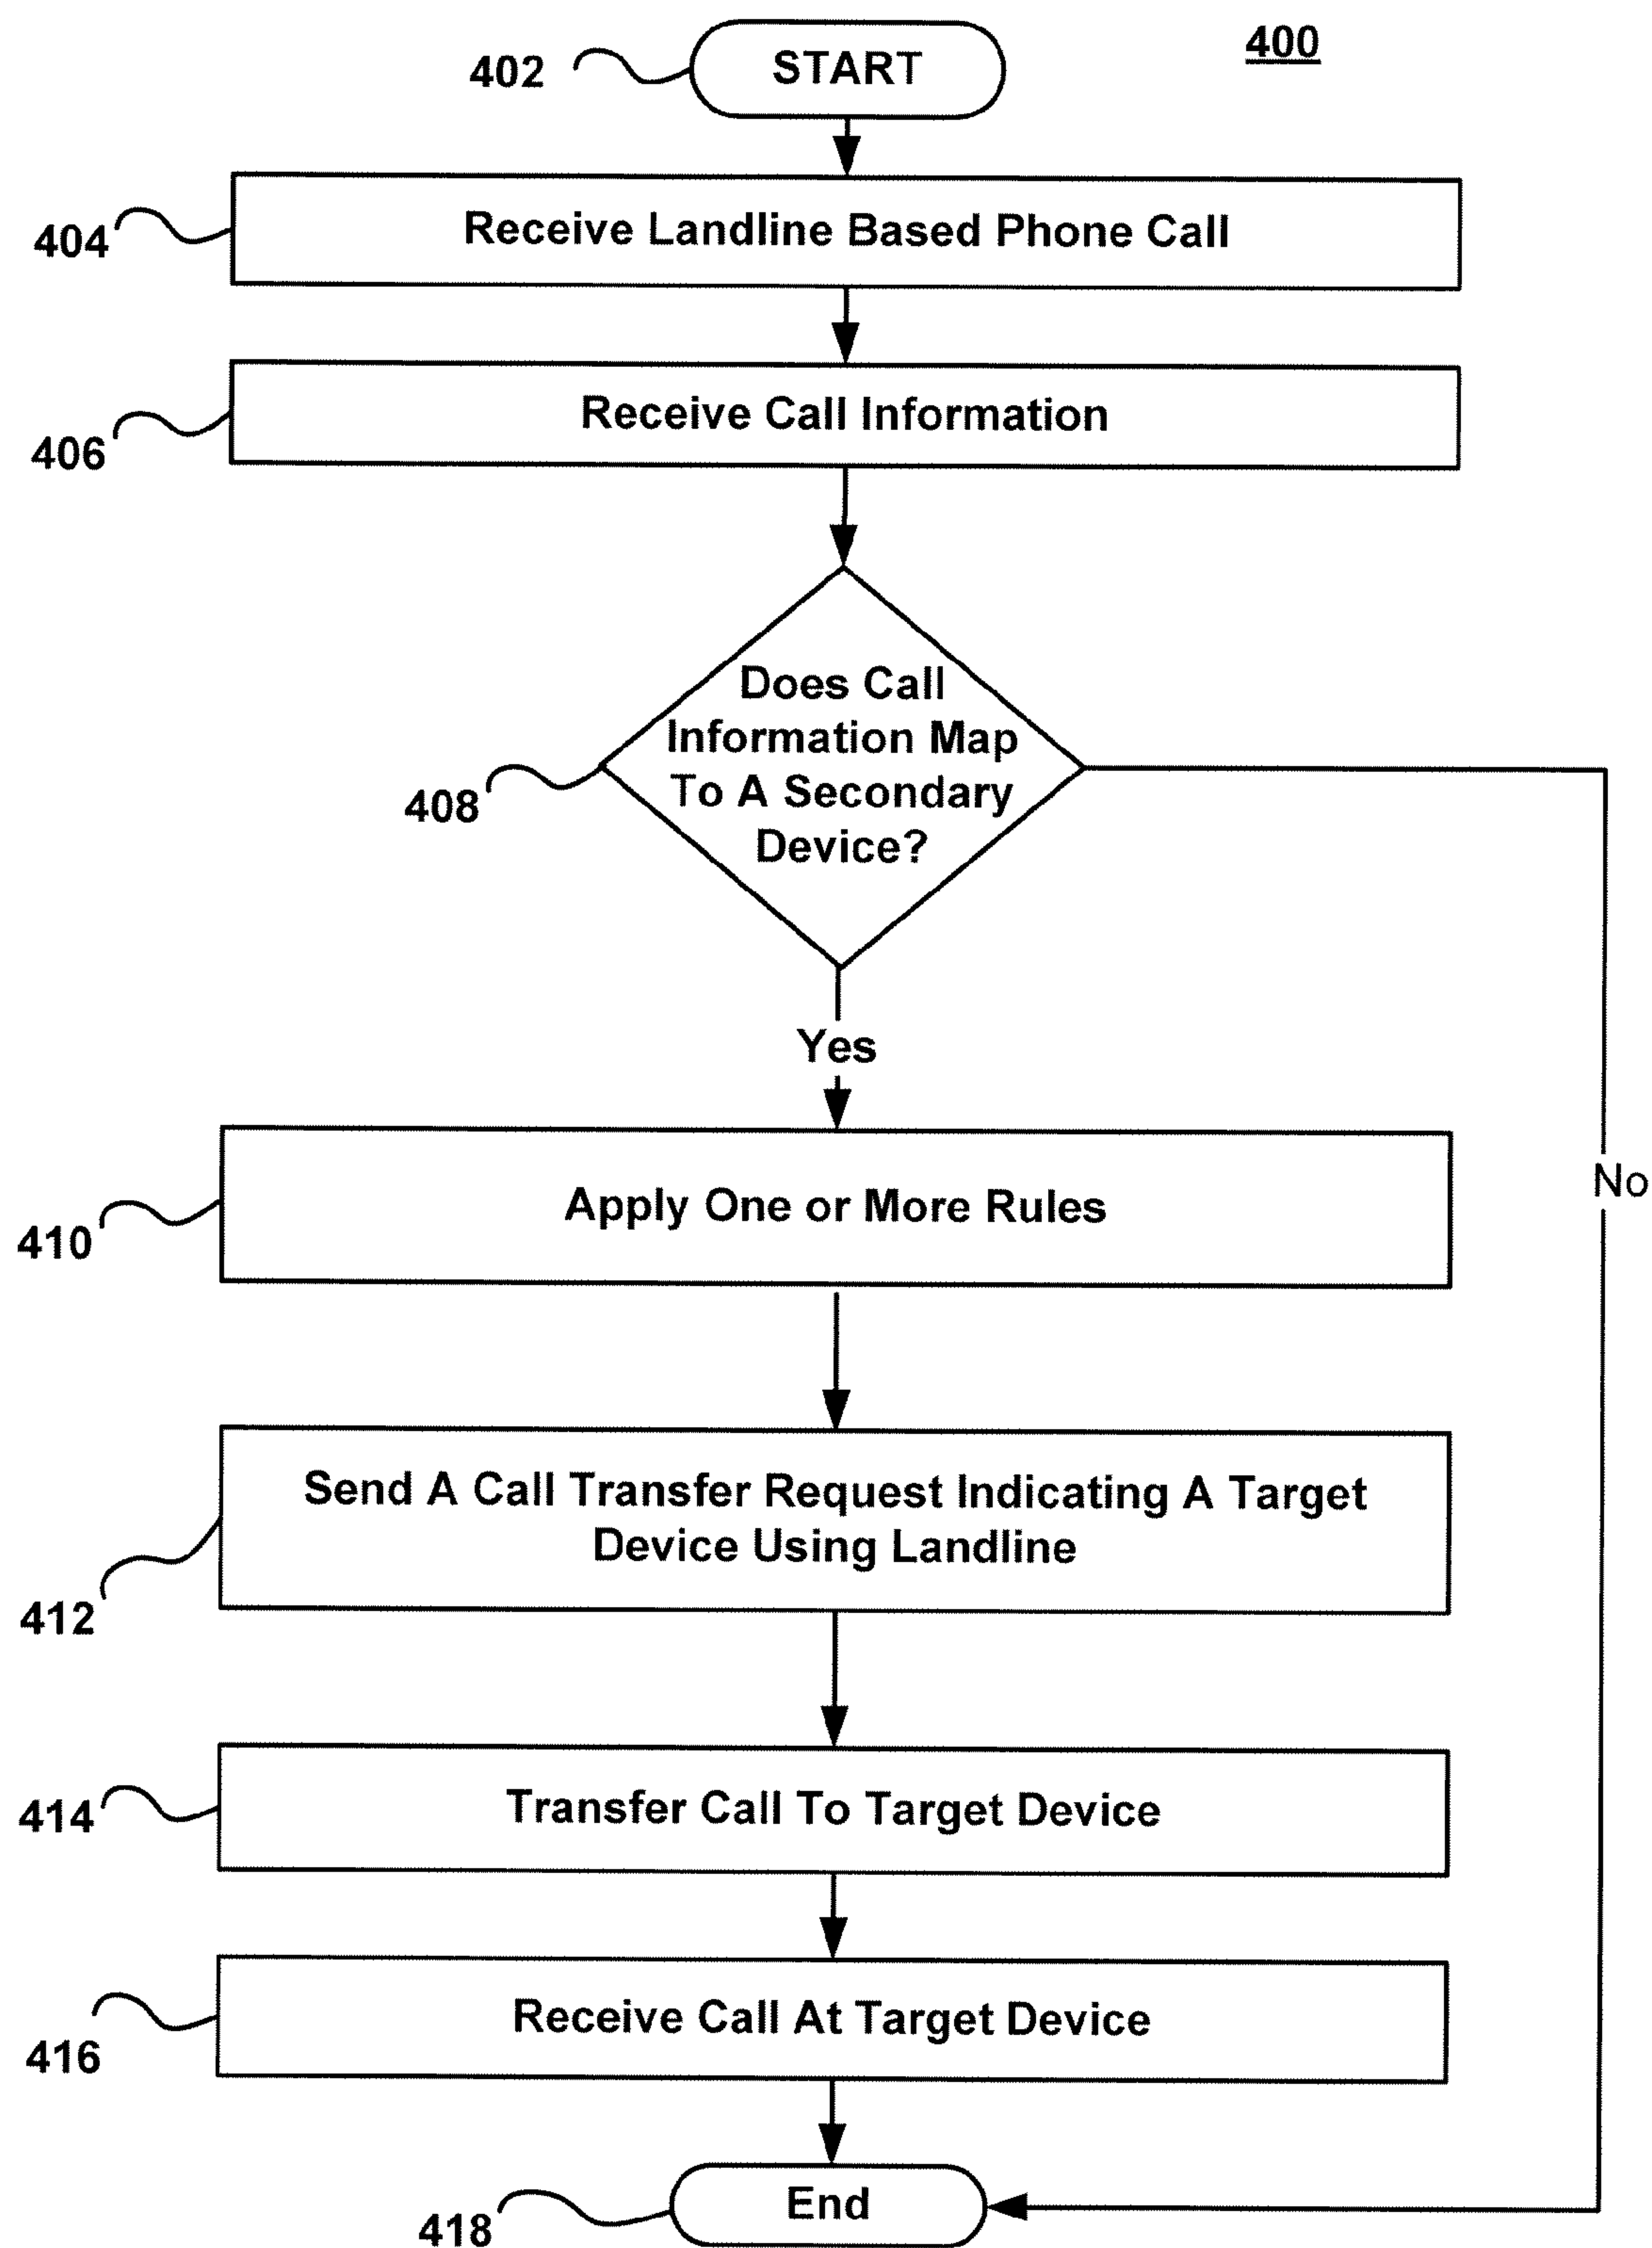 400
402
START
404
Receive Landline Based Phone Call
406
Receive Call Information
408
Does Call
Information Map
To A Secondary
Device?
Yes
No
410
Apply One or More Rules
412
Send A Call Transfer Request Indicating A Target
Device Using Landline
414
Transfer Call To Target Device
416
Receive Call At Target Device
418
End